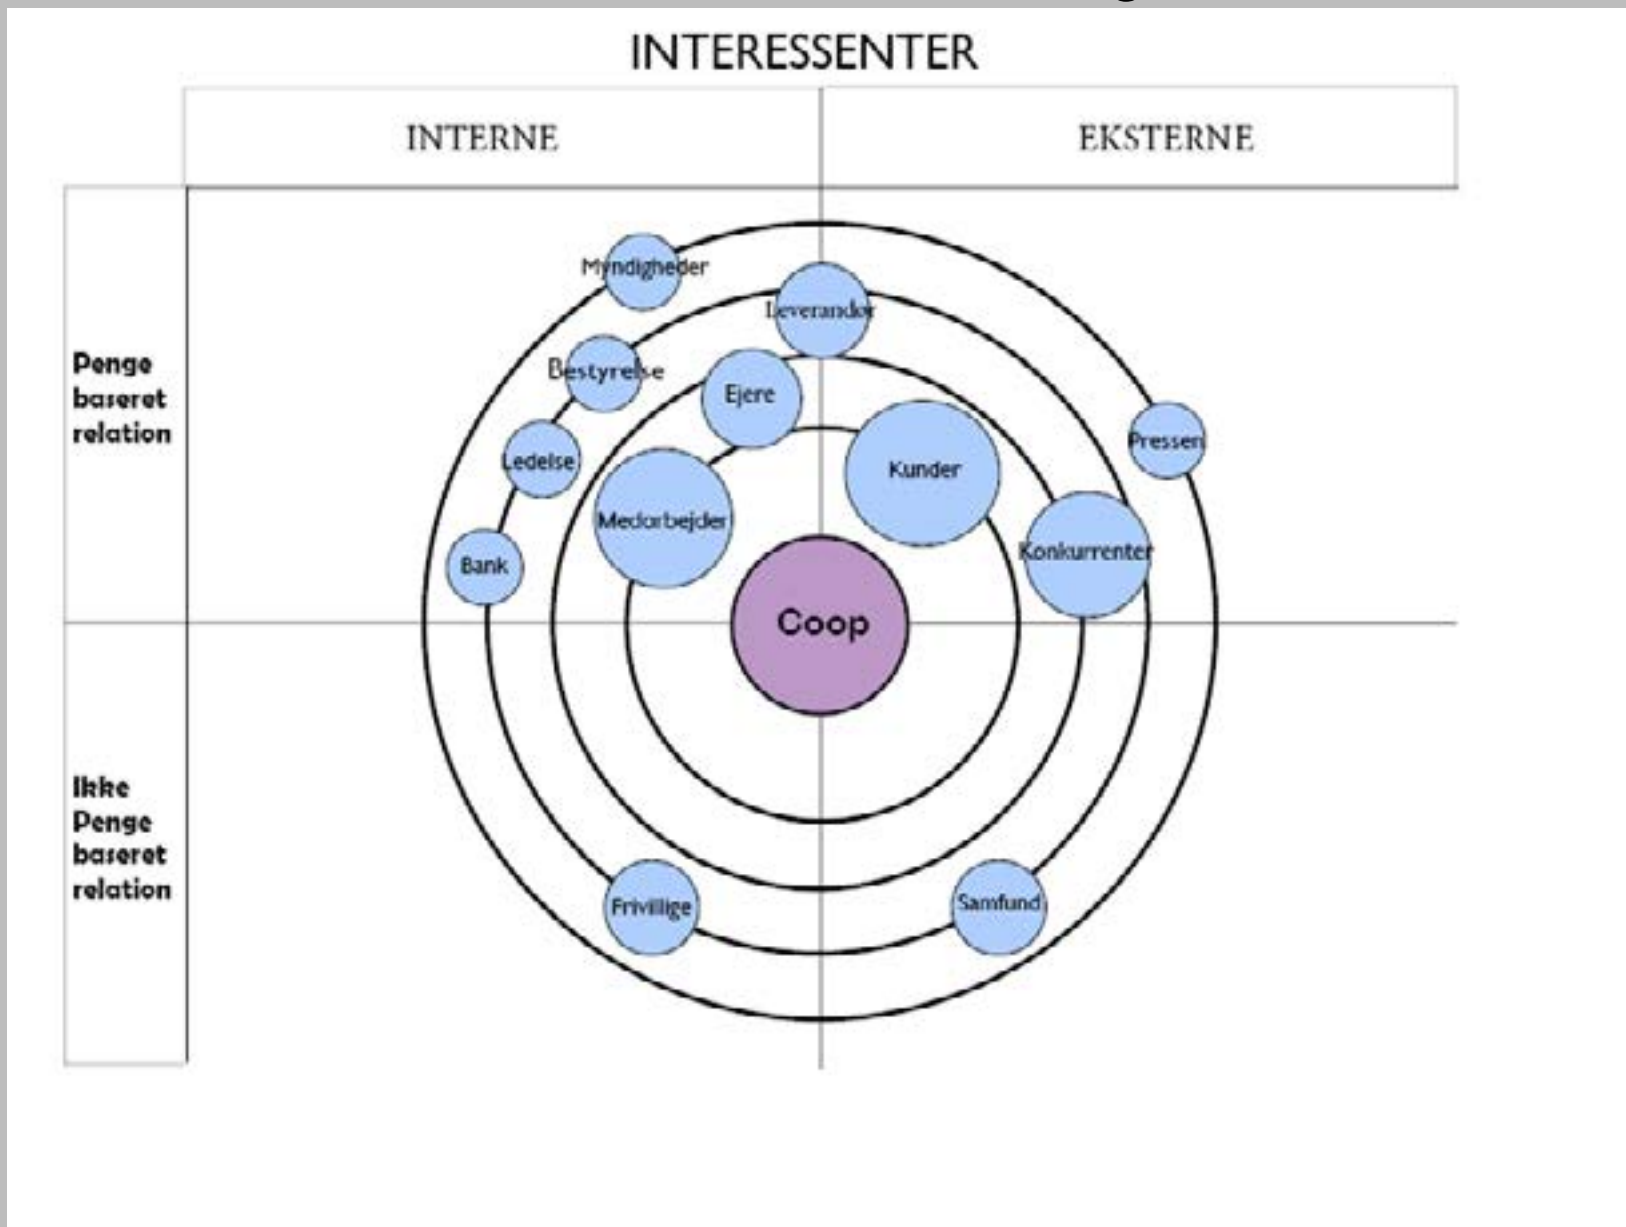 INTERESSENTER
INTERNE
EKSTERNE
Penge
baseret
relation
Myndigheder
Leverandør
Bestyrelse
Ejere
Pressen
Ledelse
Kunder
Medarbejder
Konkurrenter
Bank
Coop
Ikke
Penge
baseret
relation
Frivillige
Samfund